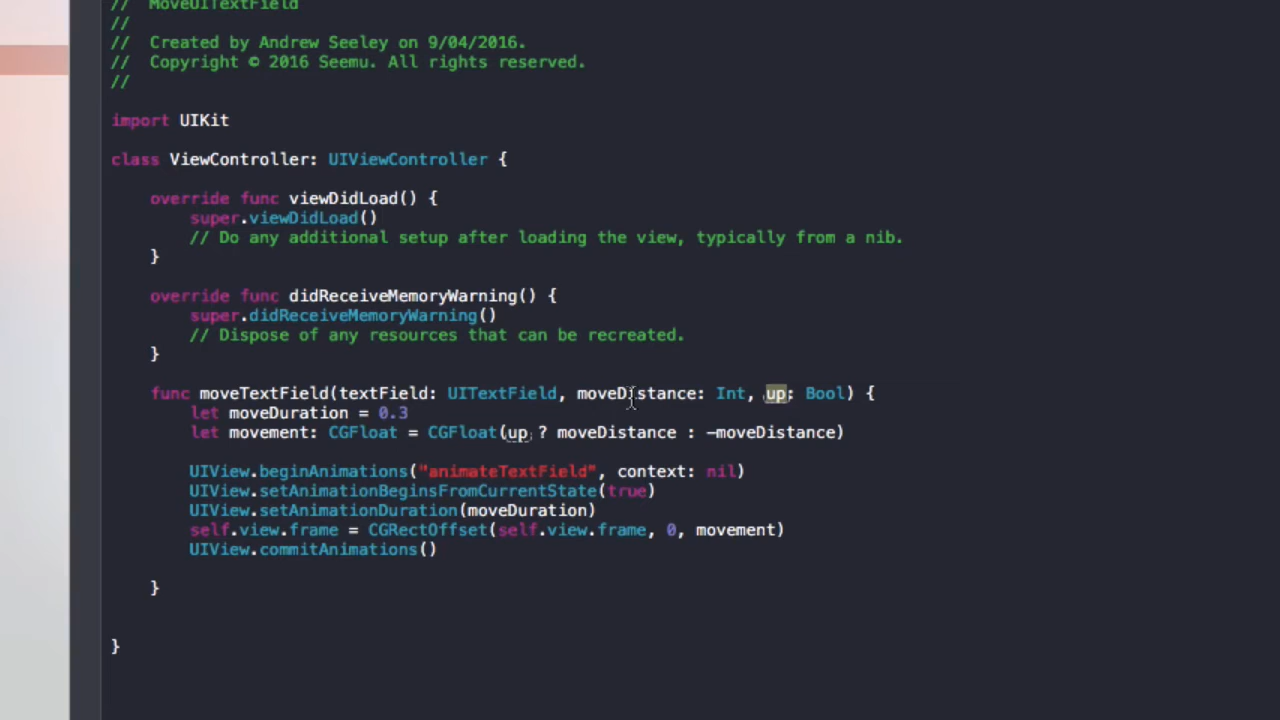 // MoveUITextField
//
// Created by Andrew Seeley on 9/04/2016.
// Copyright © 2016 Seemu. All rights reserved.
//
import UIKit
class ViewController: UIViewController {
override func viewDidLoad() {
super.viewDidLoad()
// Do any additional setup after loading the view, typically from a nib.
}
override func didReceiveMemoryWarning() {
super.didReceiveMemoryWarning()
// Dispose of any resources that can be recreated.
}
func moveTextField(textField: UITextField, moveDistance: Int, up: Bool) {
let moveDuration = 0.3
let movement: CGFloat = CGFloat(up ? moveDistance : -moveDistance)
UIView.beginAnimations("animateTextField", context: nil)
UIView.setAnimationBeginsFromCurrentState(true)
UIView.setAnimationDuration(moveDuration)
self.view.frame = CGRectOffset(self.view.frame, 0, movement)
UIView.commitAnimations()
}
}